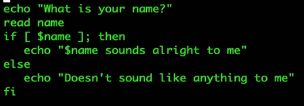 echo "What is your name?"
read name
if [ $name ]; then
   echo "$name sounds alright to me"
else
   echo "Doesn't sound like anything to me"
fi